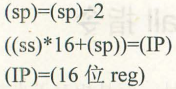 (sp)=(sp)-2
((ss)*16+(sp))=(IP)
(IP)=(16 位 reg)